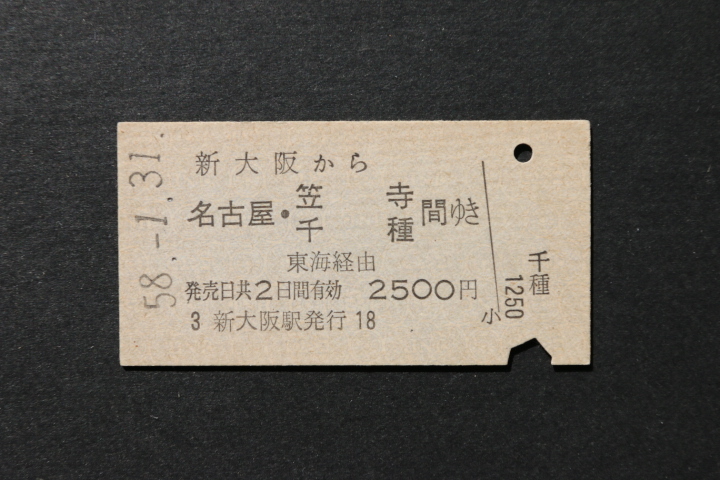 58.-1.31.
新大阪から
名古屋・笠寺千種間ゆき
東海経由
発売日共2日間有効 2500円
3 新大阪駅発行 18
小
千種
1250